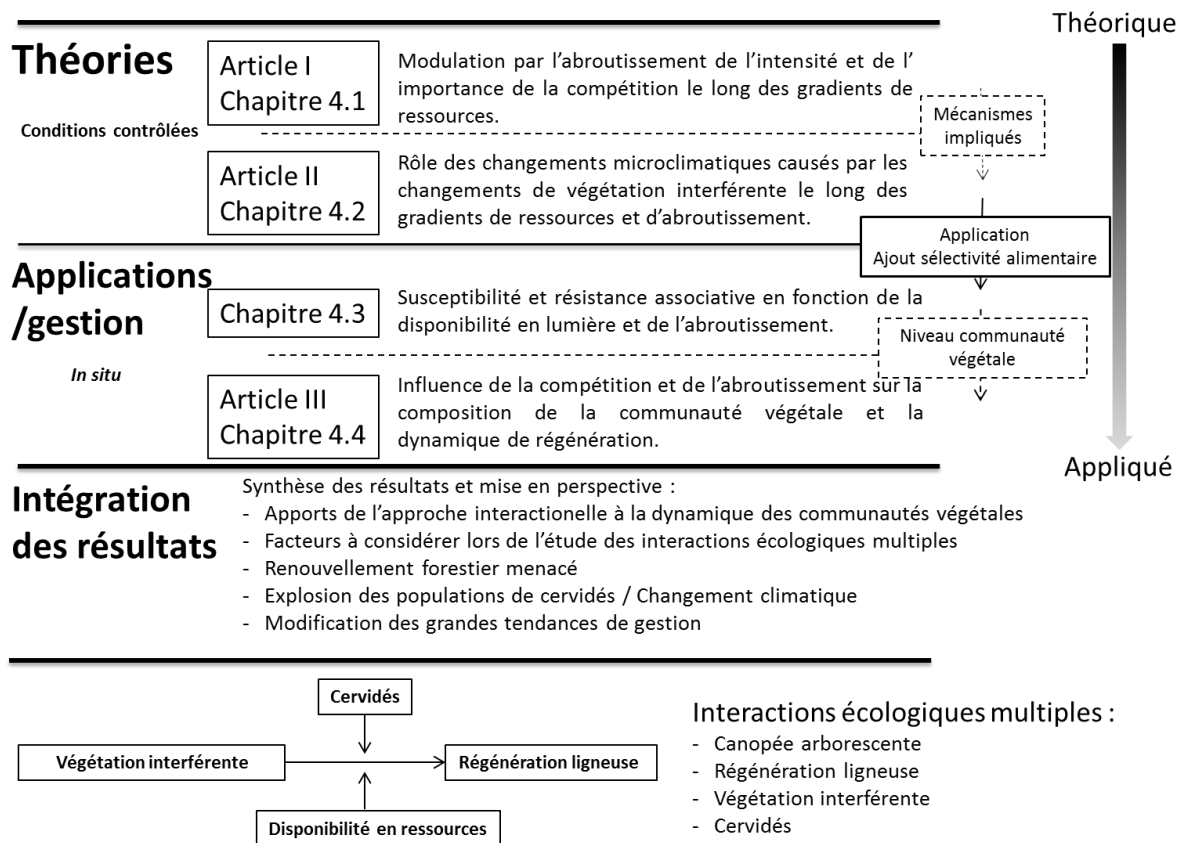 Théorique
Théories
Conditions contrôlées
Article I
Chapitre 4.1
Modulation par l’abroutissement de l’intensité et de l’
importance de la compétition le long des gradients de
ressources.
Mécanismes
impliqués
Article II
Chapitre 4.2
Rôle des changements microclimatiques causés par les
changements de végétation interférente le long des
gradients de ressources et d’abroutissement.
Application
Ajout sélectivité alimentaire
Applications
/gestion
In situ
Chapitre 4.3
Susceptibilité et résistance associative en fonction de la
disponibilité en lumière et de l’abroutissement.
Niveau communauté
végétale
Article III
Chapitre 4.4
Influence de la compétition et de l’abroutissement sur la
composition de la communauté végétale et la
dynamique de régénération.
Appliqué
Intégration
des résultats
Synthèse des résultats et mise en perspective :
- Apports de l’approche interactionelle à la dynamique des communautés végétales
- Facteurs à considérer lors de l’étude des interactions écologiques multiples
- Renouvellement forestier menacé
- Explosion des populations de cervidés / Changement climatique
- Modification des grandes tendances de gestion
Cervidés
Végétation interférente
Régénération ligneuse
Disponibilité en ressources
Interactions écologiques multiples :
- Canopée arborescente
- Régénération ligneuse
- Végétation interférente
- Cervidés